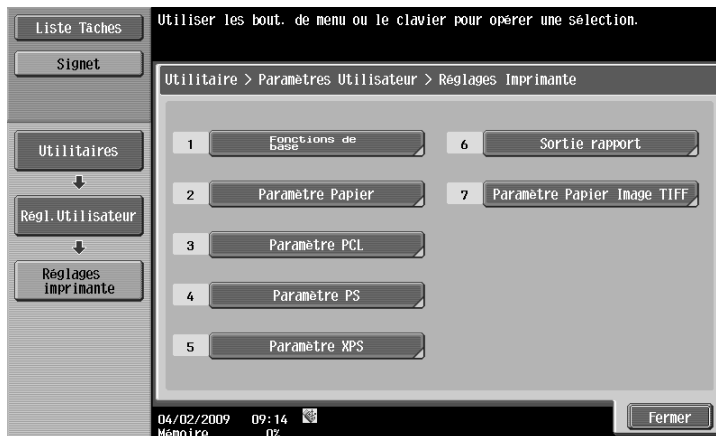 Liste Tâches
Utiliser les bout. de menu ou le clavier pour opérer une sélection.
Signet
Utilitaire > Paramètres Utilisateur > Réglages Imprimante
Utilitaires
Régl.Utilisateur
Réglages
imprimante
1 Fonctions de
base
2 Paramètre Papier
3 Paramètre PCL
4 Paramètre PS
5 Paramètre XPS
6 Sortie rapport
7 Paramètre Papier Image TIFF
04/02/2009 09:14
Mémoire 0%
Fermer